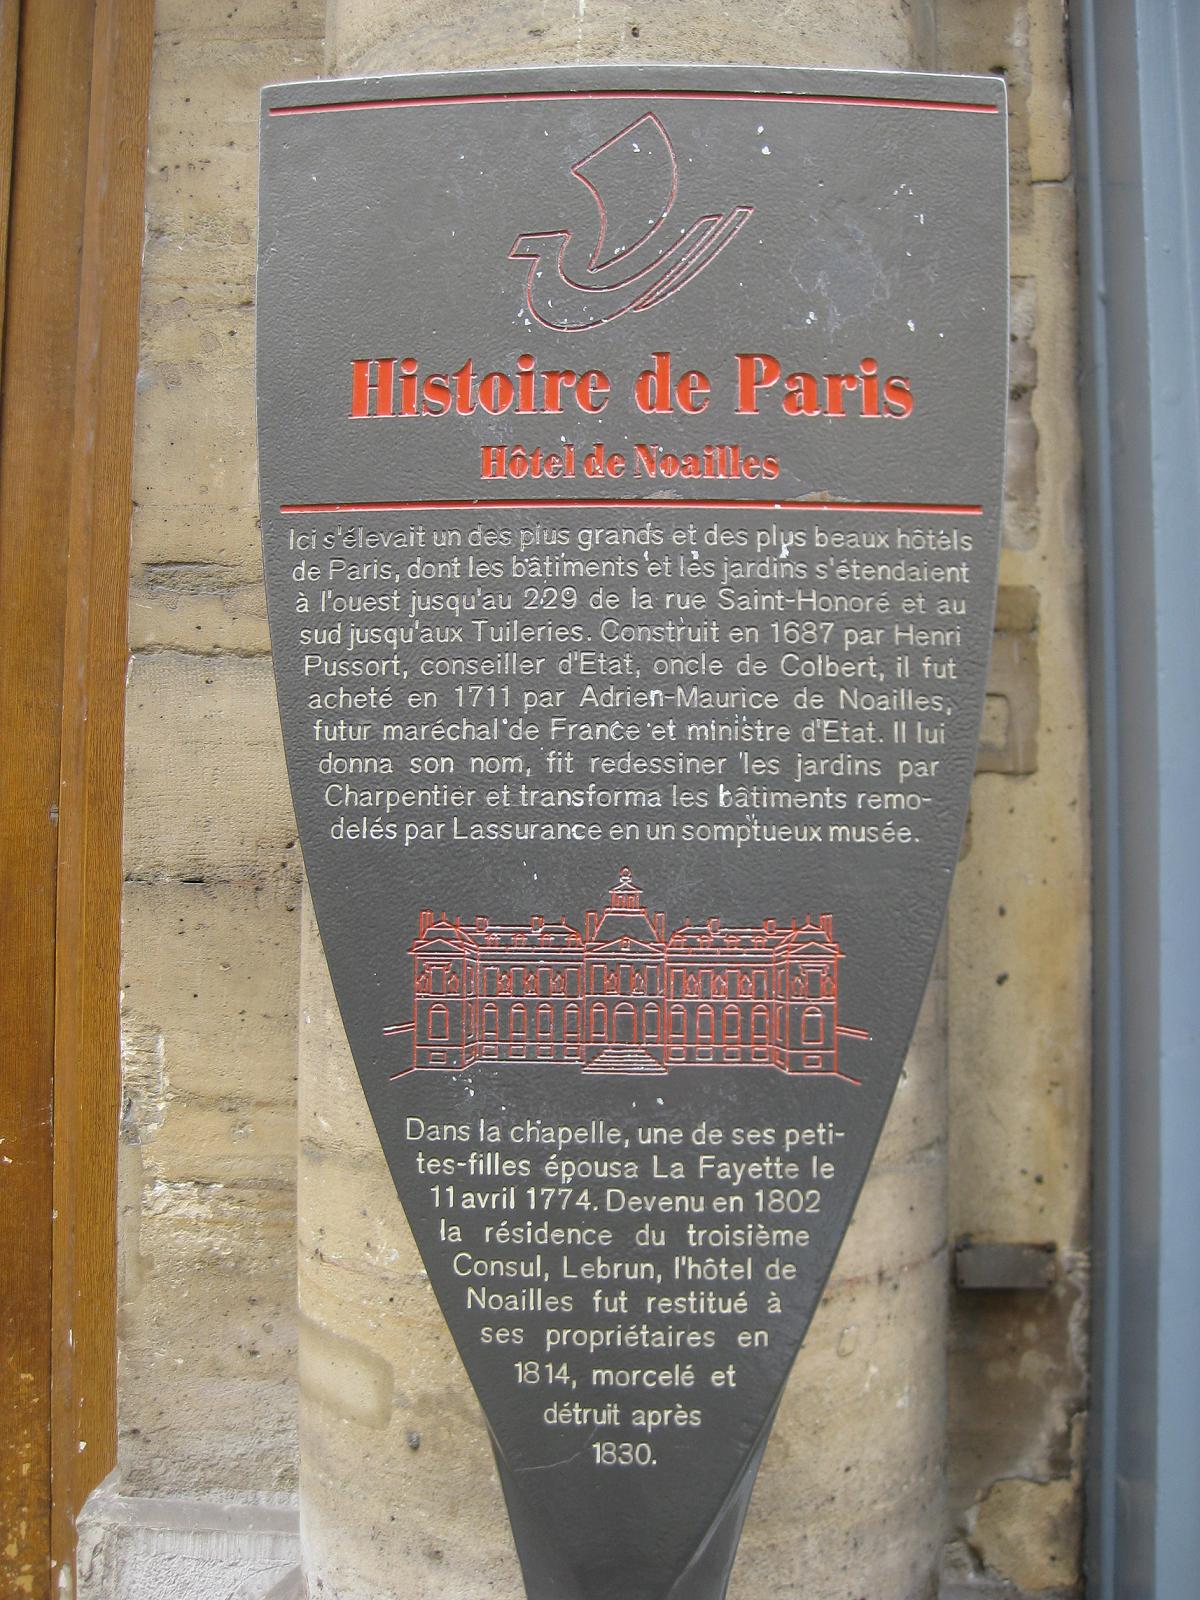 Histoire de Paris
Hôtel de Noailles
Ici s'élevait un des plus grands et des plus beaux hôtels
de Paris, dont les bâtiments et les jardins s'étendaient
à l'ouest jusqu'au 229 de la rue Saint-Honoré et au
sud jusqu'aux Tuileries. Construit en 1687 par Henri
Pussort, conseiller d'Etat, oncle de Colbert, il fut
acheté en 1711 par Adrien-Maurice de Noailles,
futur maréchal de France et ministre d'Etat. Il lui
donna son nom, fit redessiner les jardins par
Charpentier et transforma les bâtiments remo-
delés par Lassurance en un somptueux musée.
Dans la chapelle, une de ses peti-
tes-filles épousa La Fayette le
11 avril 1774. Devenu en 1802
la résidence du troisième
Consul, Lebrun, l'hôtel de
Noailles fut restitué à
ses propriétaires en
1814, morcelé et
détruit après
1830.